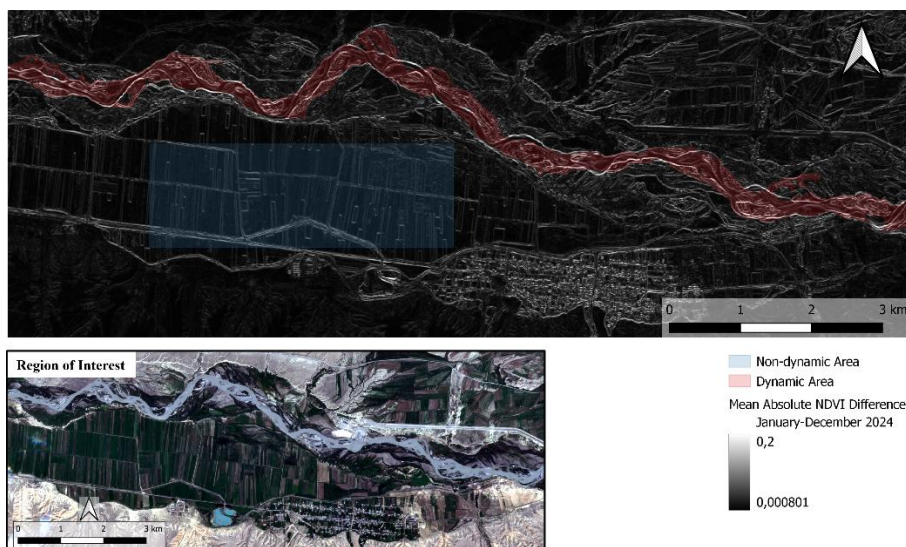 0 1 2 3 km
Region of Interest
0 1 2 3 km
Non-dynamic Area
Dynamic Area
Mean Absolute NDVI Difference
January-December 2024
0,2
0,000801